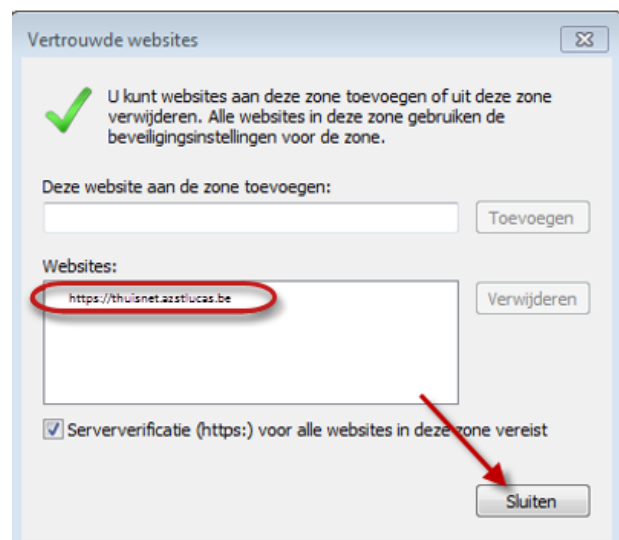 Vertrouwde websites
U kunt websites aan deze zone toevoegen of uit deze zone
verwijderen. Alle websites in deze zone gebruiken de
beveiligingsinstellingen voor de zone.
Deze website aan de zone toevoegen:
Toevoegen
Websites:
https://thuisnet.azstlucas.be
Verwijderen
Serververificatie (https:) voor alle websites in deze zone vereist
Sluiten